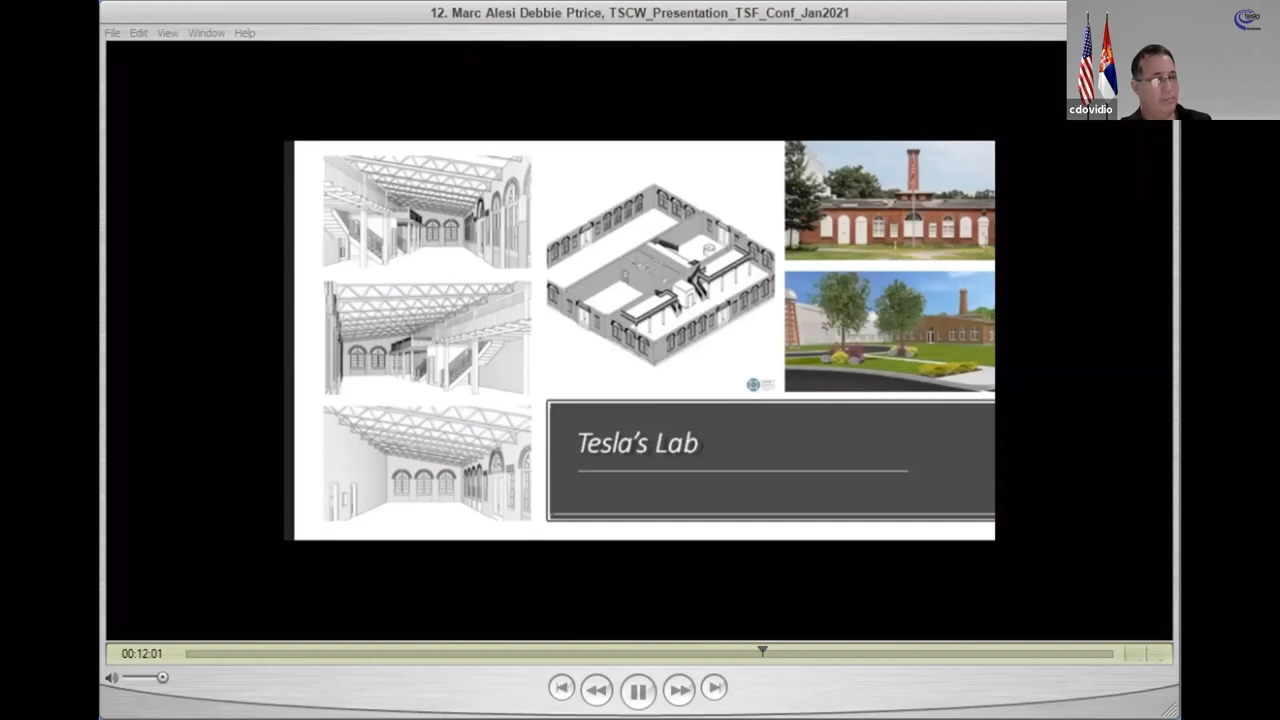 12. Marc Alesi Debbie Ptrice, TSCW_Presentation_TSF_Conf_Jan2021
File Edit View Window Help
cdovidio
Tesla's Lab
00:12:01